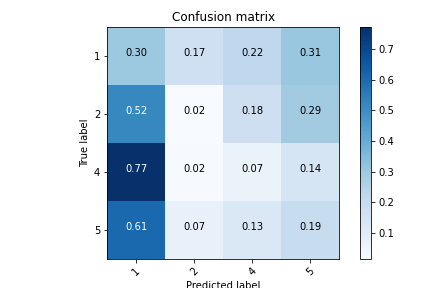 Confusion matrix
1 0.30 0.17 0.22 0.31
2 0.52 0.02 0.18 0.29
4 0.77 0.02 0.07 0.14
5 0.61 0.07 0.13 0.19
True label
1 2 4 5
Predicted label
0.7
0.6
0.5
0.4
0.3
0.2
0.1